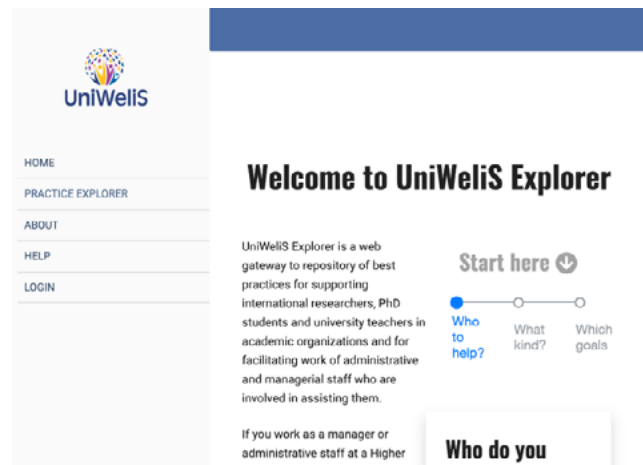 UniWeliS
HOME
PRACTICE EXPLORER
ABOUT
HELP
LOGIN
Welcome to UniWeliS Explorer
UniWeliS Explorer is a web
gateway to repository of best
practices for supporting
international researchers, PhD
students and university teachers in
academic organizations and for
facilitating work of administrative
and managerial staff who are
involved in assisting them.
If you work as a manager or
administrative staff at a Higher
Start here
Who
to
help?
What
kind?
Which
goals
Who do you